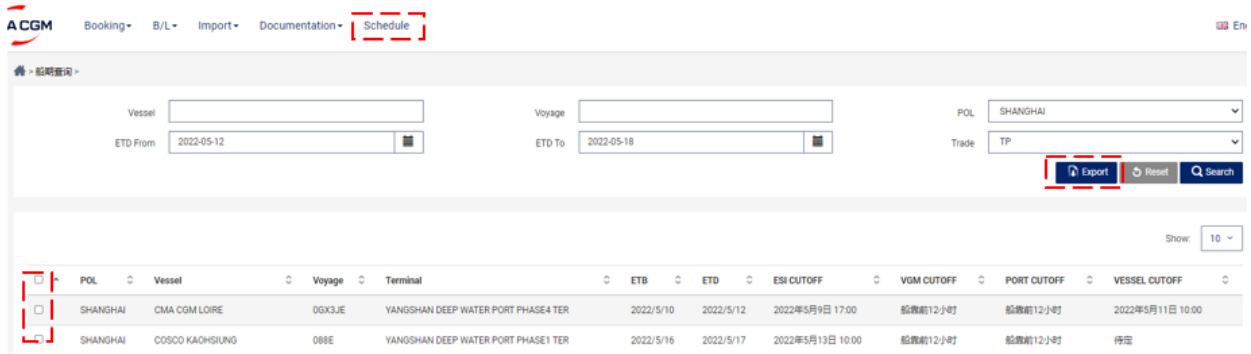 A CGM Booking B/L Import Documentation Schedule Eng
> 船期查询 >
Vessel Voyage POL SHANGHAI
ETD From 2022-05-12 ETD To 2022-05-18 Trade TP
Export Reset Search
Show: 10
POL Vessel Voyage Terminal ETB ETD ESI CUTOFF VGM CUTOFF PORT CUTOFF VESSEL CUTOFF
SHANGHAI CMA CGM LOIRE 0GX3JE YANGSHAN DEEP WATER PORT PHASE4 TER 2022/5/10 2022/5/12 2022年5月9日 17:00 船靠前12小时 船靠前12小时 2022年5月11日 10:00
SHANGHAI COSCO KAOHSIUNG 088E YANGSHAN DEEP WATER PORT PHASE1 TER 2022/5/16 2022/5/17 2022年5月13日 10:00 船靠前12小时 船靠前12小时 待定